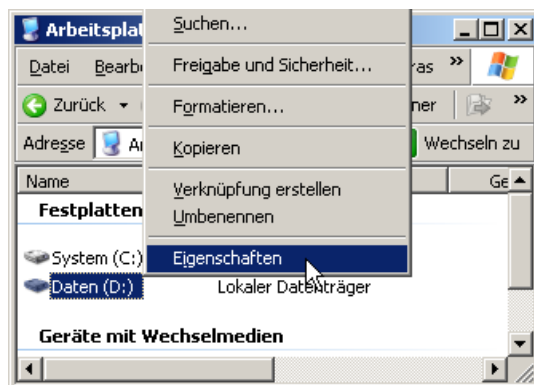 Arbeitsplat
Suchen...
Datei Bearb
Freigabe und Sicherheit...
ras »
Zurück
Formatieren...
ner »
Adresse
Kopieren
Wechseln zu
Name
Verknüpfung erstellen
Ge
Festplatten
Umbenennen
System (C:)
Eigenschaften
Daten (D:) Lokaler Datenträger
Geräte mit Wechselmedien